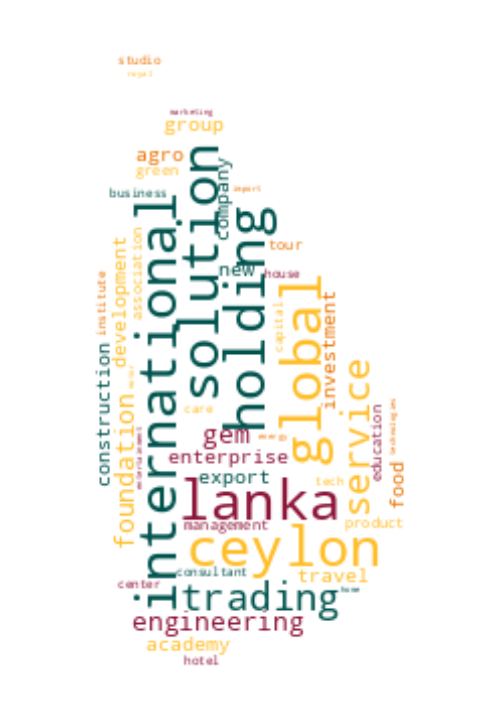 studio
royal
marketing
group
agro
green
business
import
company
solution
international
holding
tour
new
house
association
development
institute
capital
global
investment
construction
service
foundation
care
gem
energy
enterprise
education
technologies
export
tech
food
lanka
entertainment
management
product
ceylon
consultant
travel
center
home
trading
engineering
academy
hotel